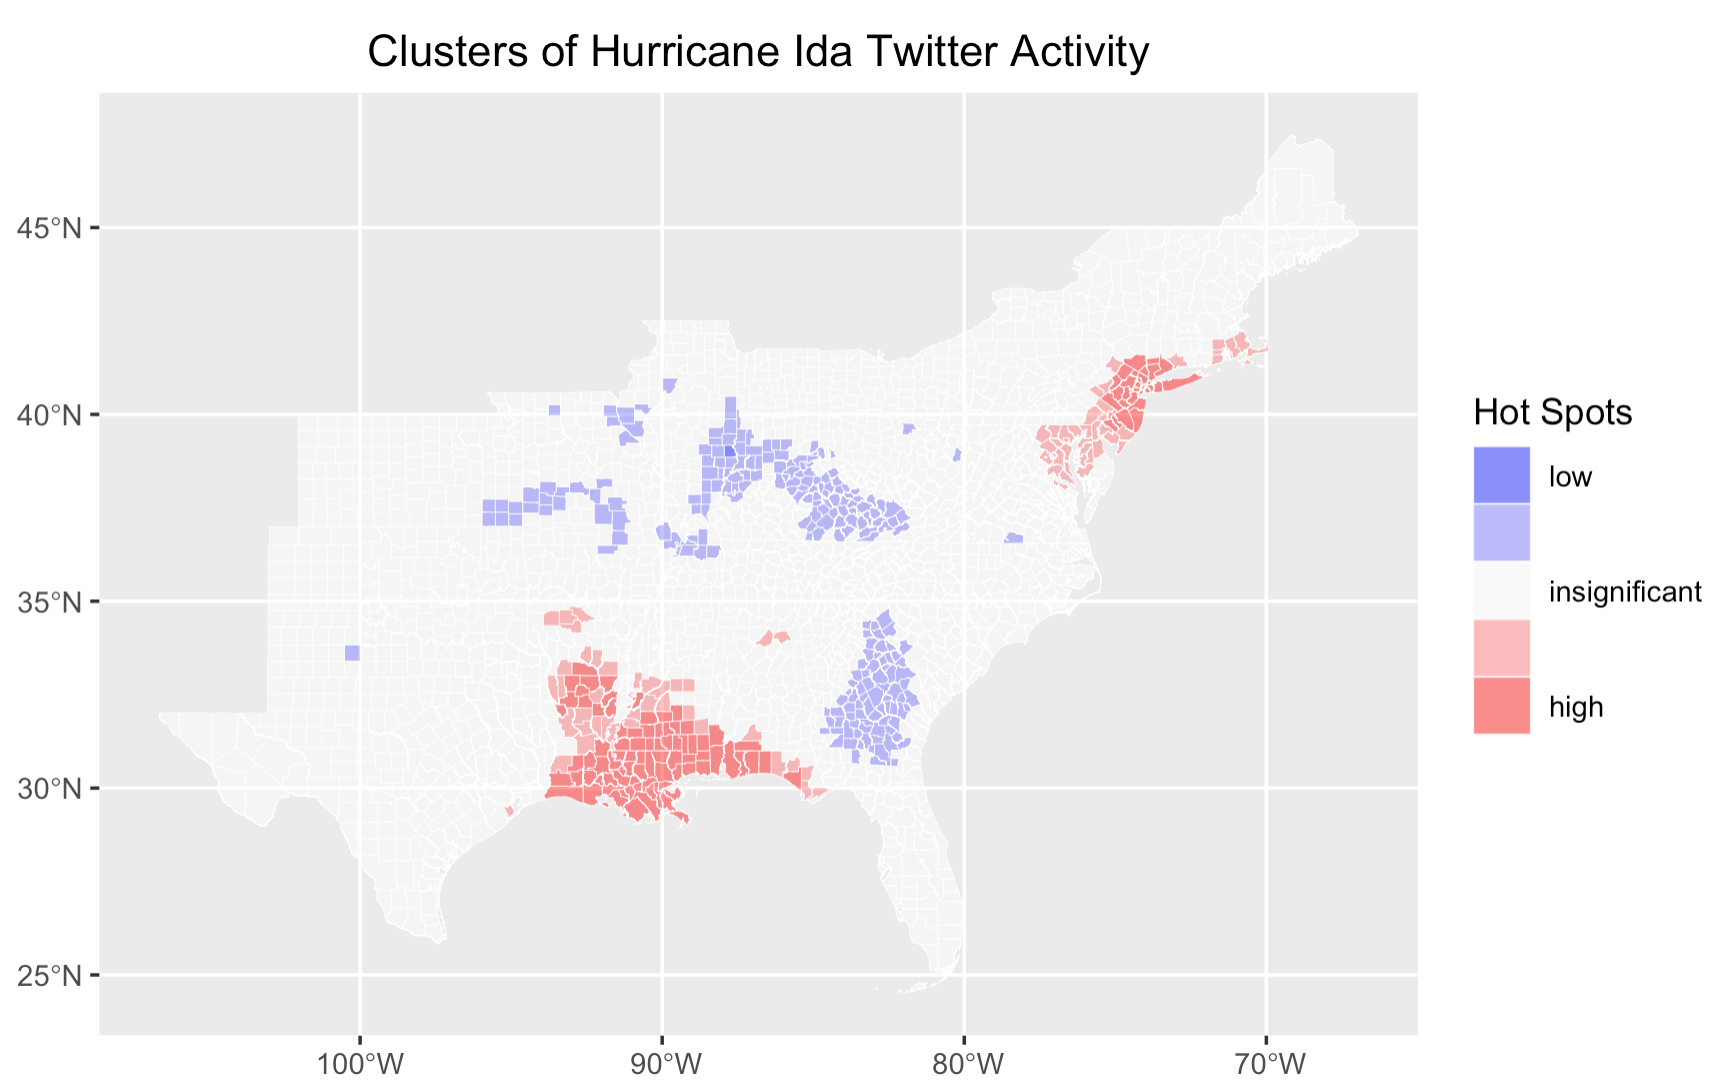 Clusters of Hurricane Ida Twitter Activity
45°N
40°N
35°N
30°N
25°N
100°W
90°W
80°W
70°W
Hot Spots
low
insignificant
high